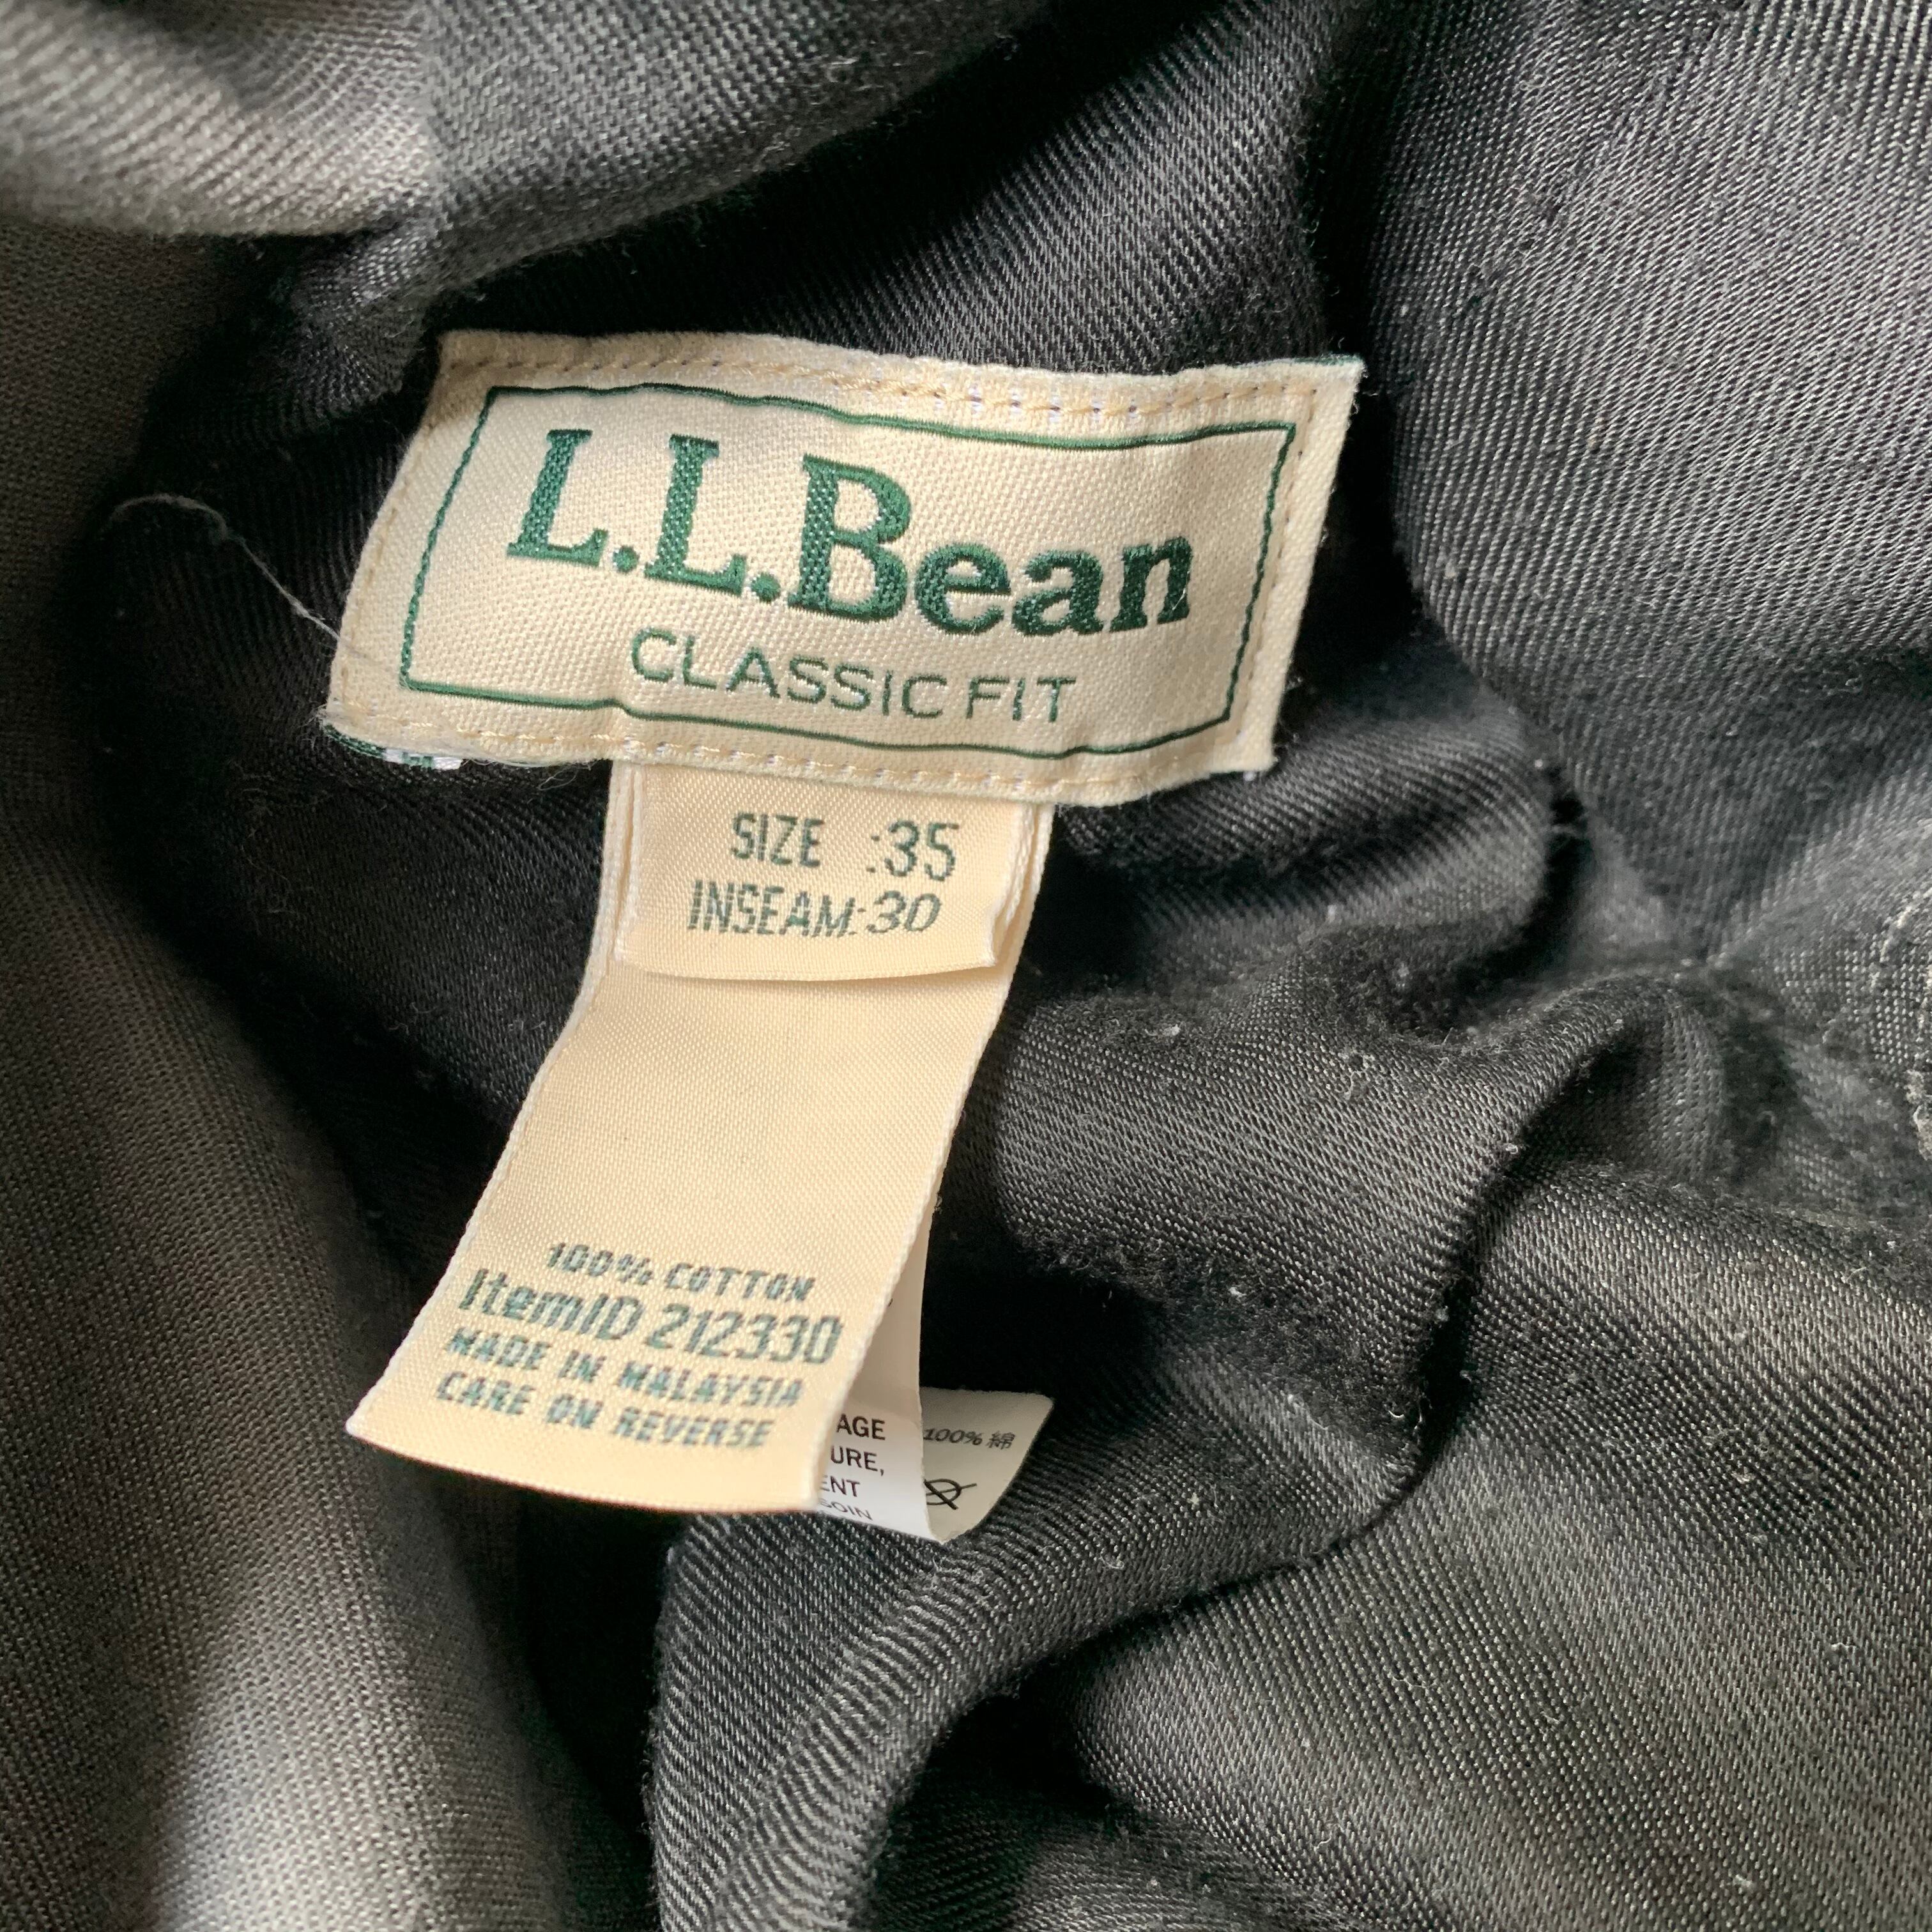 L.L.Bean
CLASSIC FIT
SIZE :35
INSEAM:30
100% COTTON
ItemID 212330
MADE IN MALAYSIA
CARE ON REVERSE
AGE
URE,
ENT
SOIN
100% 綿